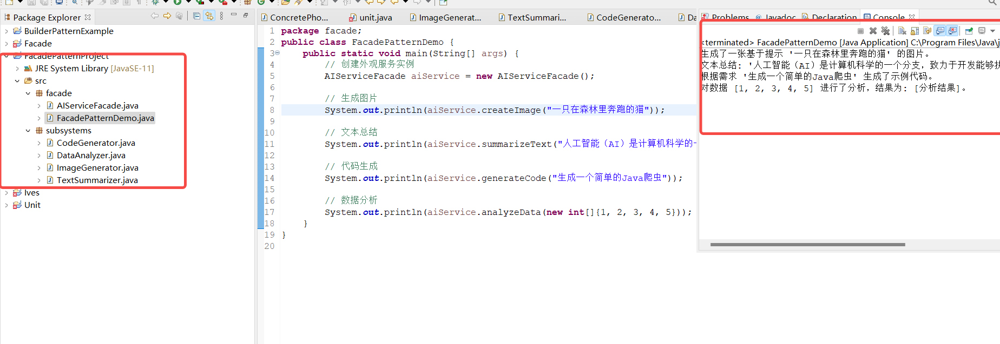 Package Explorer
BuilderPatternExample
Facade
FacadePatternProject
JRE System Library [JavaSE-11]
src
facade
AIServiceFacade.java
FacadePatternDemo.java
subsystems
CodeGenerator.java
DataAnalyzer.java
ImageGenerator.java
TextSummarizer.java
Ives
Unit
ConcretePho... unit.java ImageGenerat... TextSummari... CodeGenerato... Da
1 package facade;
2 public class FacadePatternDemo {
3 public static void main(String[] args) {
4 // 创建外观服务实例
5 AIServiceFacade aiService = new AIServiceFacade();
6
7 // 生成图片
8 System.out.println(aiService.createImage("一只在森林里奔跑的猫"));
9
10 // 文本总结
11 System.out.println(aiService.summarizeText("人工智能（AI）是计算机科学的
12
13 // 代码生成
14 System.out.println(aiService.generateCode("生成一个简单的Java爬虫"));
15
16 // 数据分析
17 System.out.println(aiService.analyzeData(new int[]{1, 2, 3, 4, 5}));
18 }
19 }
20
Problems @ Javadoc Declaration Console
<terminated> FacadePatternDemo [Java Application] C:\Program Files\Java\j
生成了一张基于提示 '一只在森林里奔跑的猫' 的图片。
文本总结: '人工智能（AI）是计算机科学的一个分支，致力于开发能够
根据需求 '生成一个简单的Java爬虫' 生成了示例代码。
对数据 [1, 2, 3, 4, 5] 进行了分析，结果为: [分析结果]。